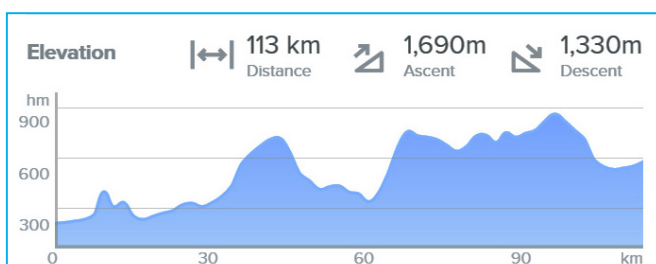 Elevation
113 km
Distance
1,690m
Ascent
1,330m
Descent
hm
900
600
300
0 30 60 90 km